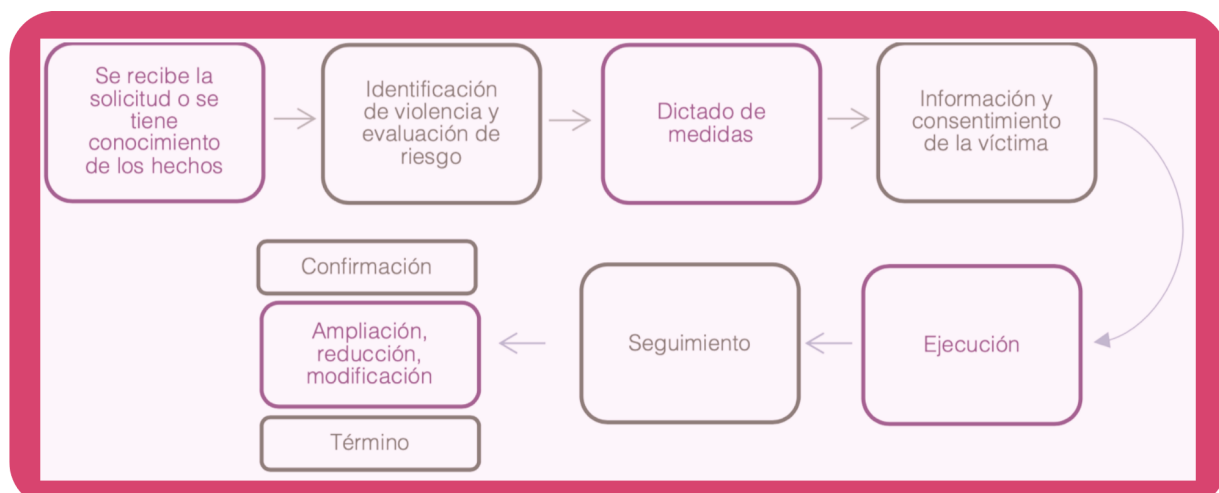 Se recibe la
solicitud o se
tiene
conocimiento
de los hechos
Identificación
de violencia y
evaluación de
riesgo
Dictado de
medidas
Información y
consentimiento
de la víctima
Ejecución
Seguimiento
Confirmación
Ampliación,
reducción,
modificación
Término